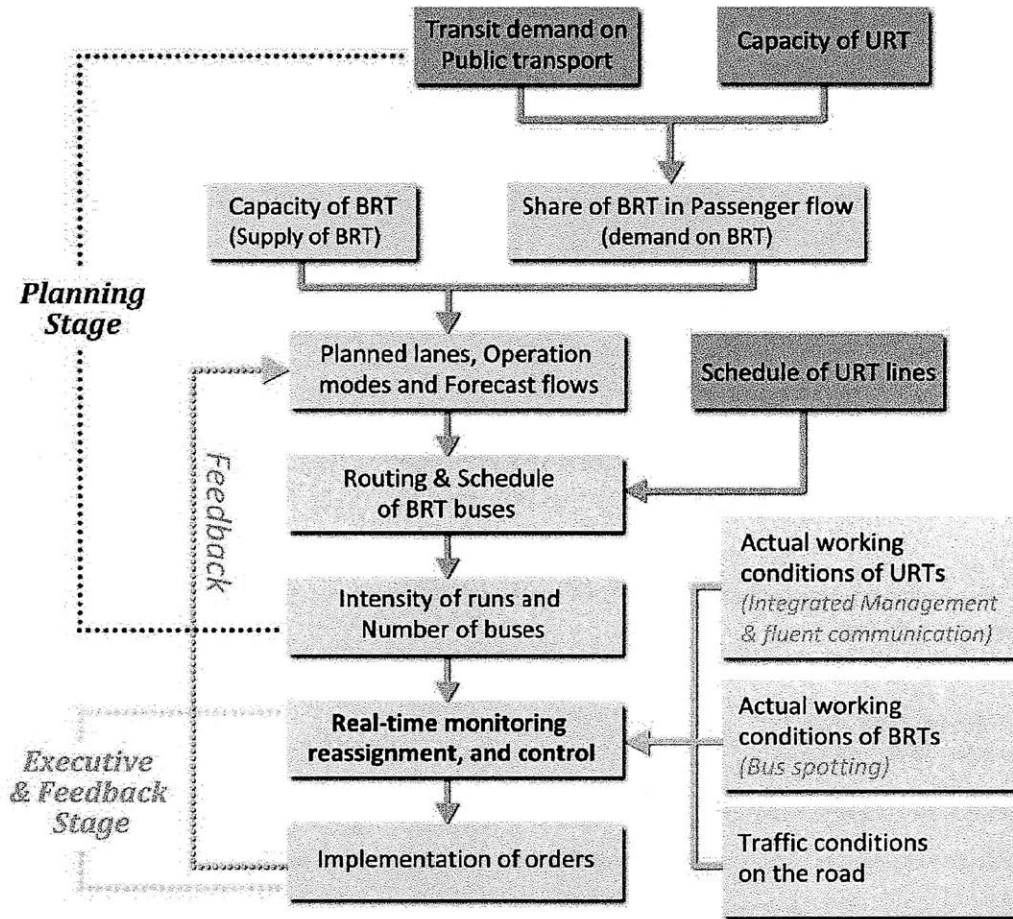 Transit demand on
Public transport
Capacity of URT
Capacity of BRT
(Supply of BRT)
Share of BRT in Passenger flow
(demand on BRT)
Planning
Stage
Planned lanes, Operation
modes and Forecast flows
Schedule of URT lines
Feedback
Routing & Schedule
of BRT buses
Actual working
conditions of URTs
(Integrated Management
& fluent communication)
Intensity of runs and
Number of buses
Real-time monitoring
reassignment, and control
Actual working
conditions of BRTs
(Bus spotting)
Executive
& Feedback
Stage
Implementation of orders
Traffic conditions
on the road